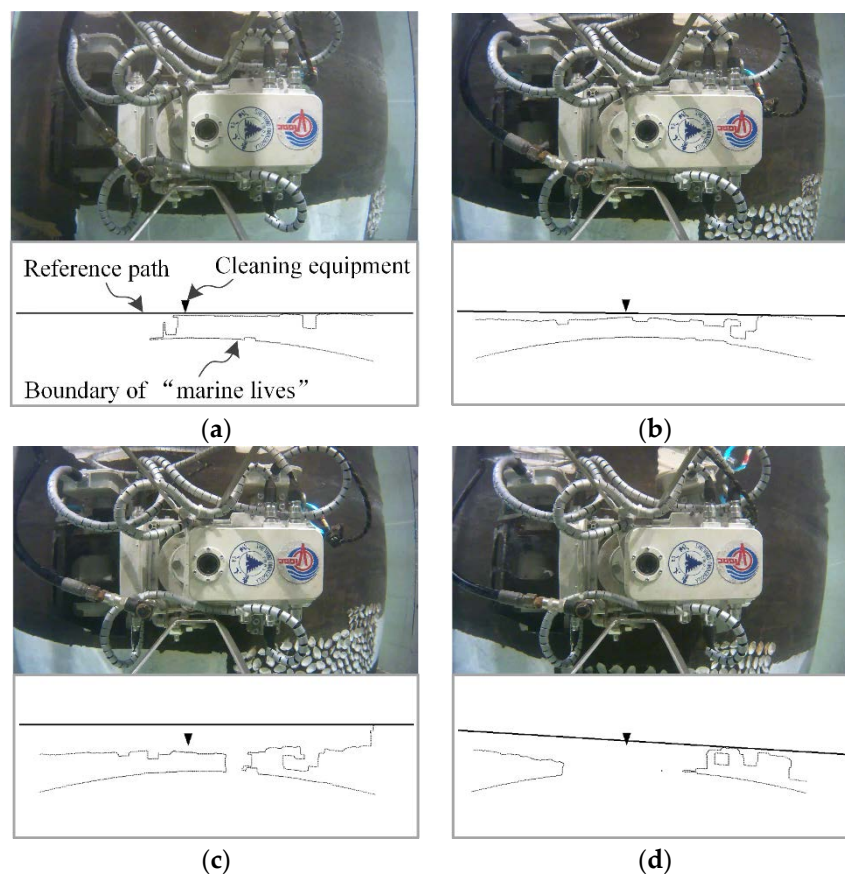 Reference path
Cleaning equipment
Boundary of “marine lives”
(a)
(b)
(c)
(d)